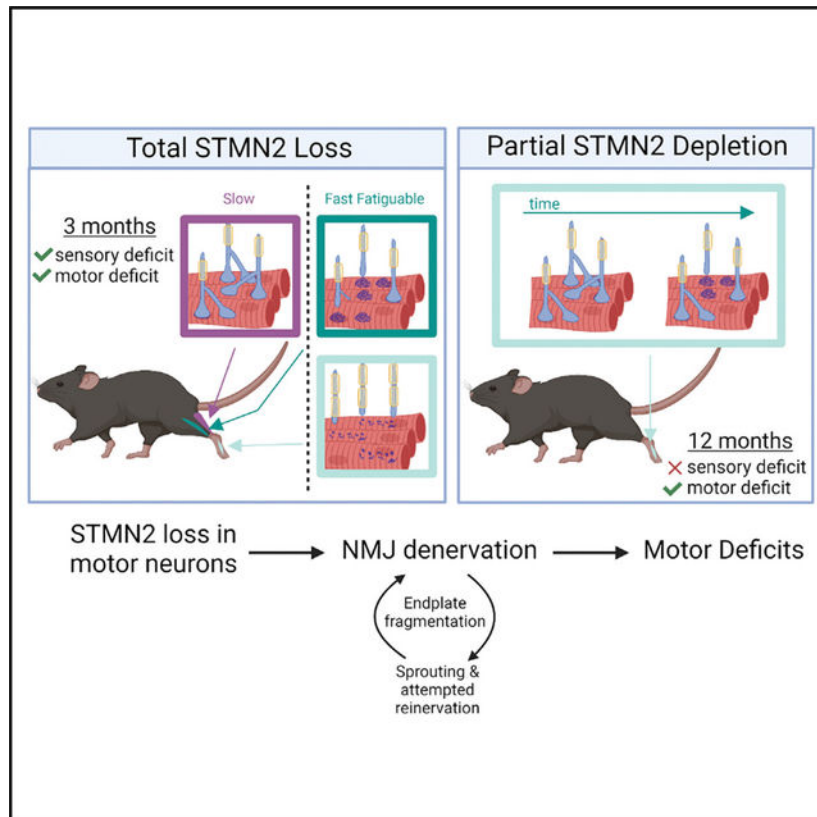 Total STMN2 Loss
Partial STMN2 Depletion
3 months
sensory deficit
motor deficit
Slow
Fast Fatiguable
time
12 months
sensory deficit
motor deficit
STMN2 loss in
motor neurons
NMJ denervation
Motor Deficits
Endplate
fragmentation
Sprouting &
attempted
reinervation